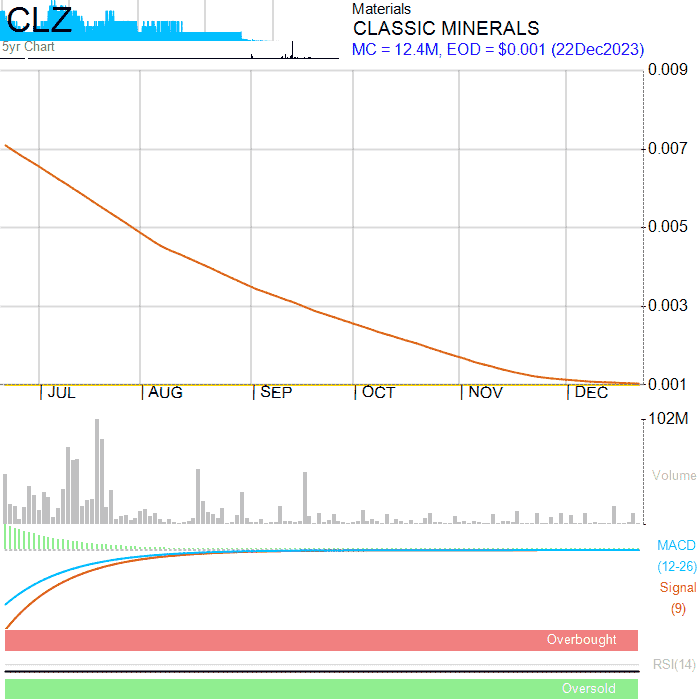 CLZ
5yr Chart
Materials
CLASSIC MINERALS
MC = 12.4M, EOD = $0.001 (22Dec2023)
0.009
0.007
0.005
0.003
0.001
JUL AUG SEP OCT NOV DEC
102M
Volume
MACD
(12-26)
Signal
(9)
Overbought
RSI(14)
Oversold